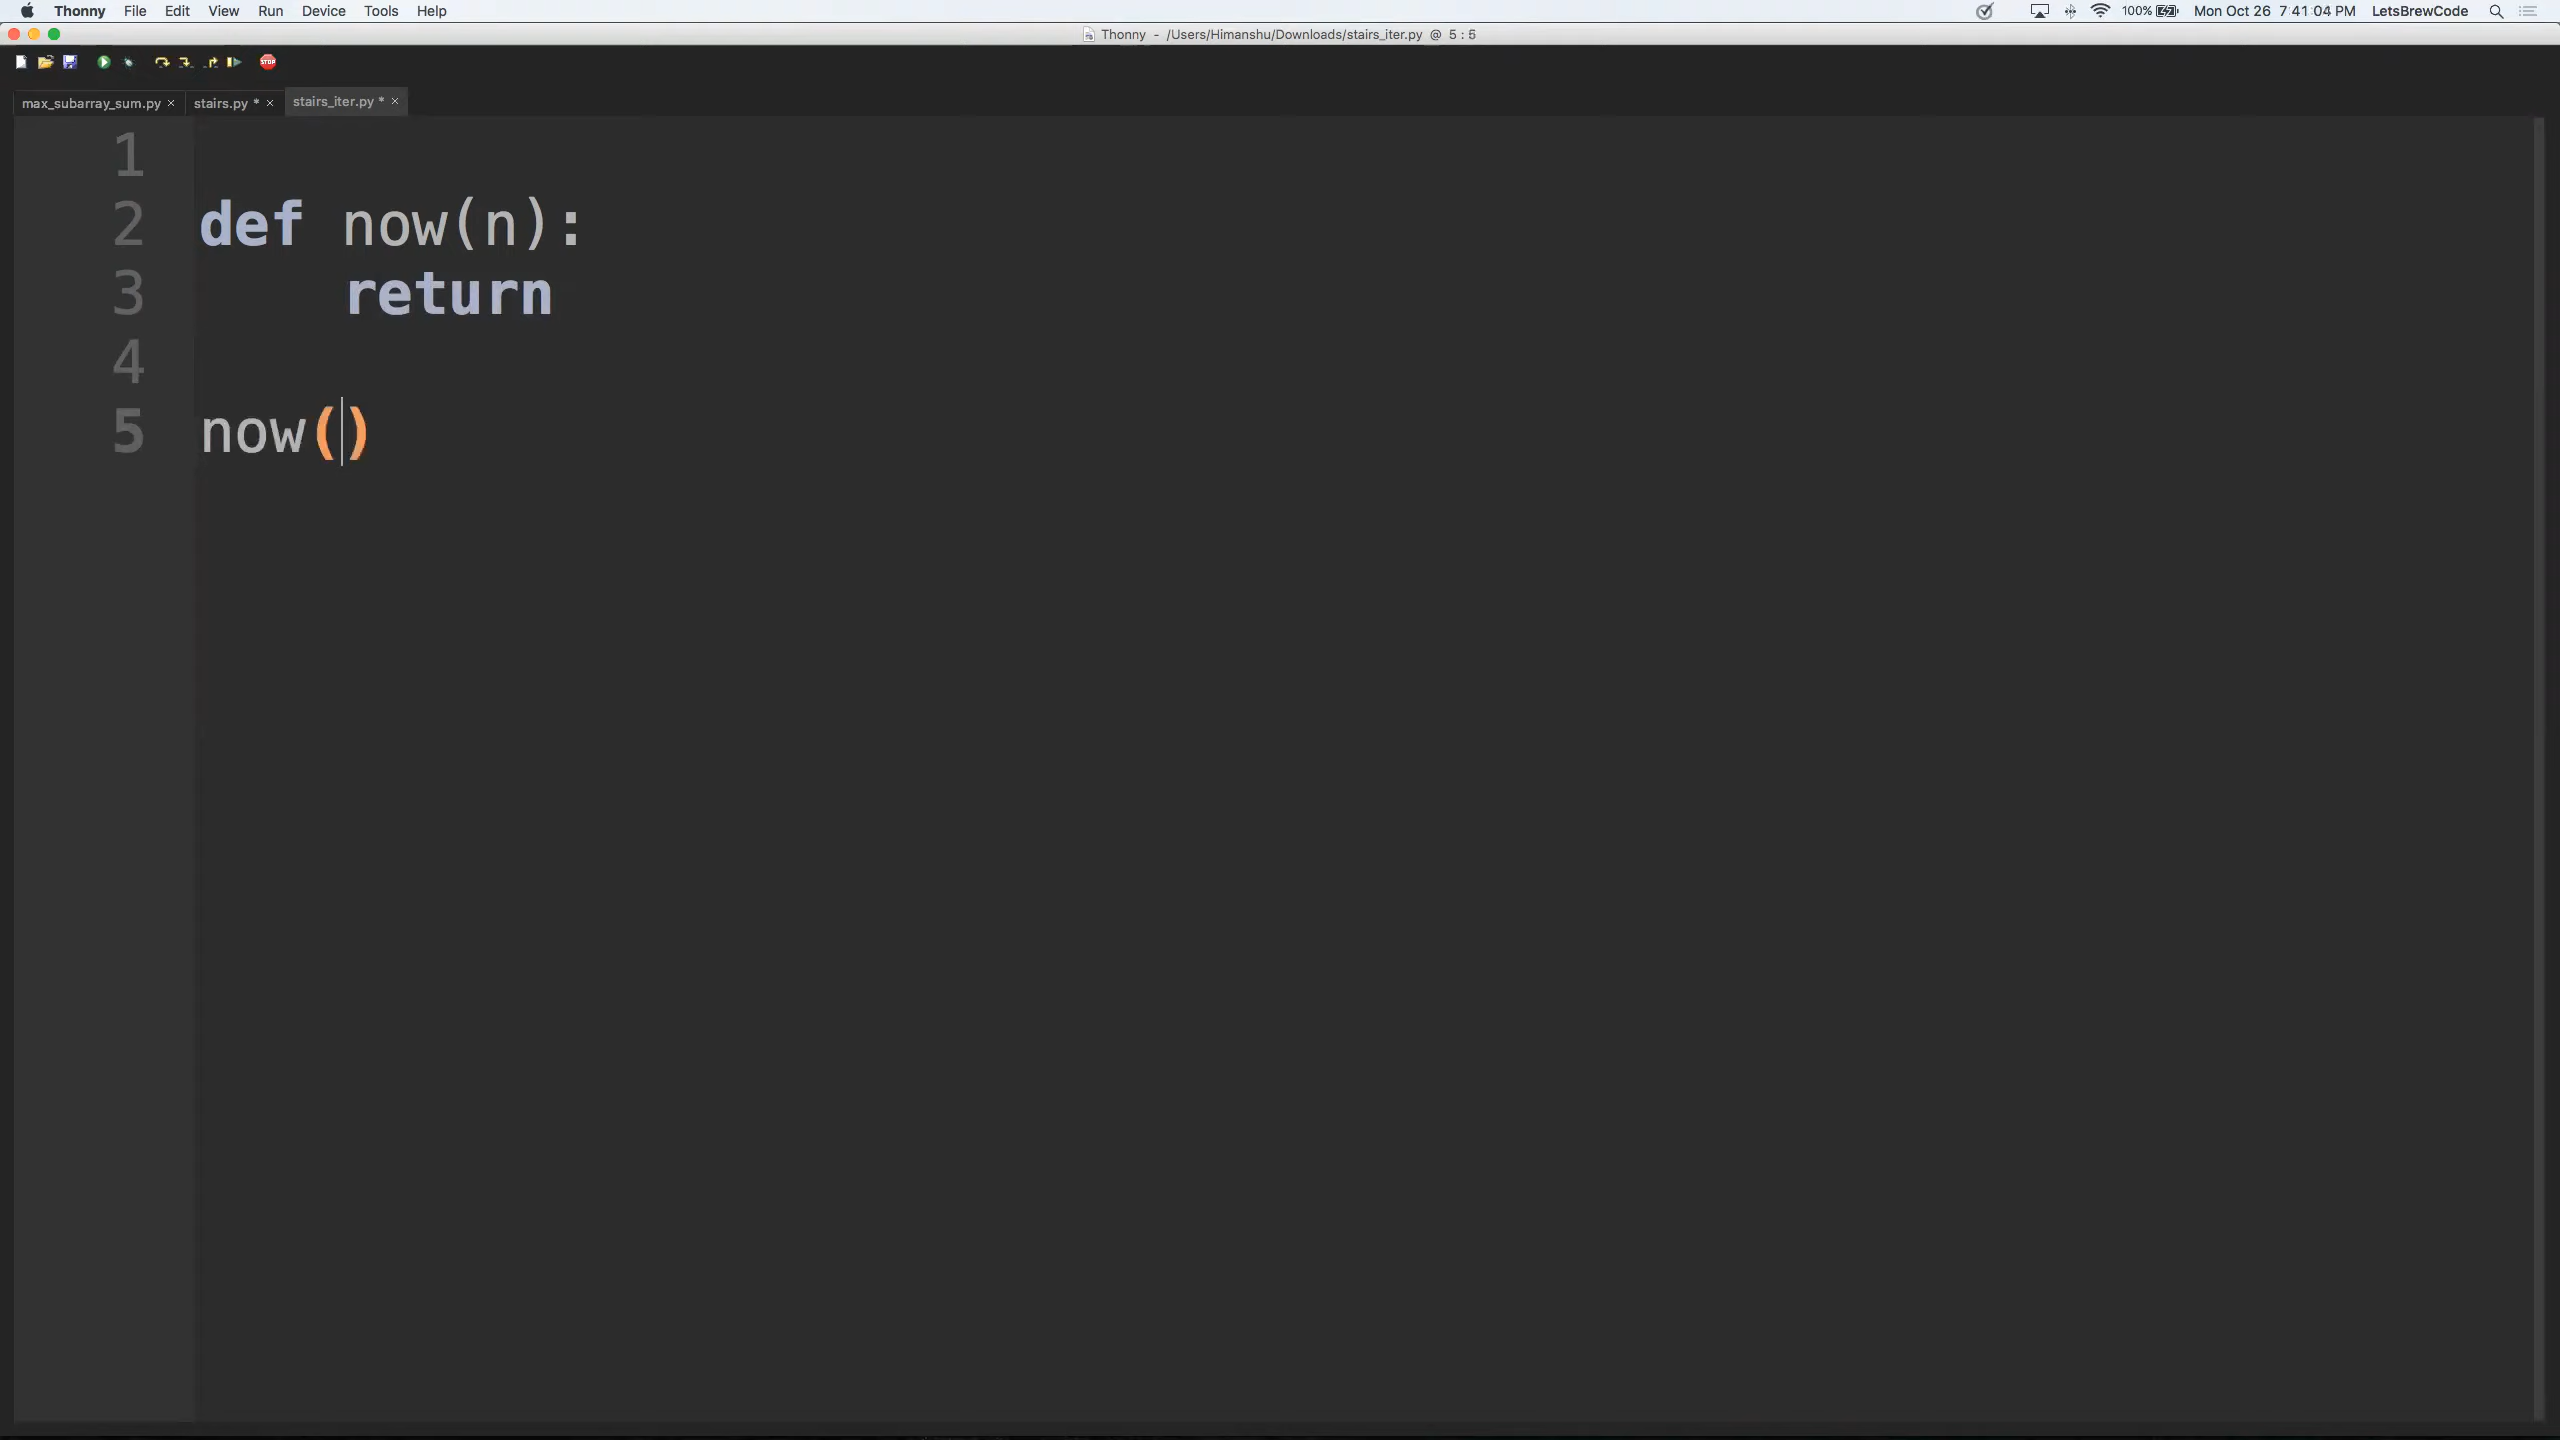 Thonny File Edit View Run Device Tools Help 100% Mon Oct 26 7:41:04 PM LetsBrewCode
Thonny - /Users/Himanshu/Downloads/stairs_iter.py @ 5 : 5
STOP
max_subarray_sum.py × stairs.py * × stairs_iter.py * ×
1
2 def now(n):
3 return
4
5 now()